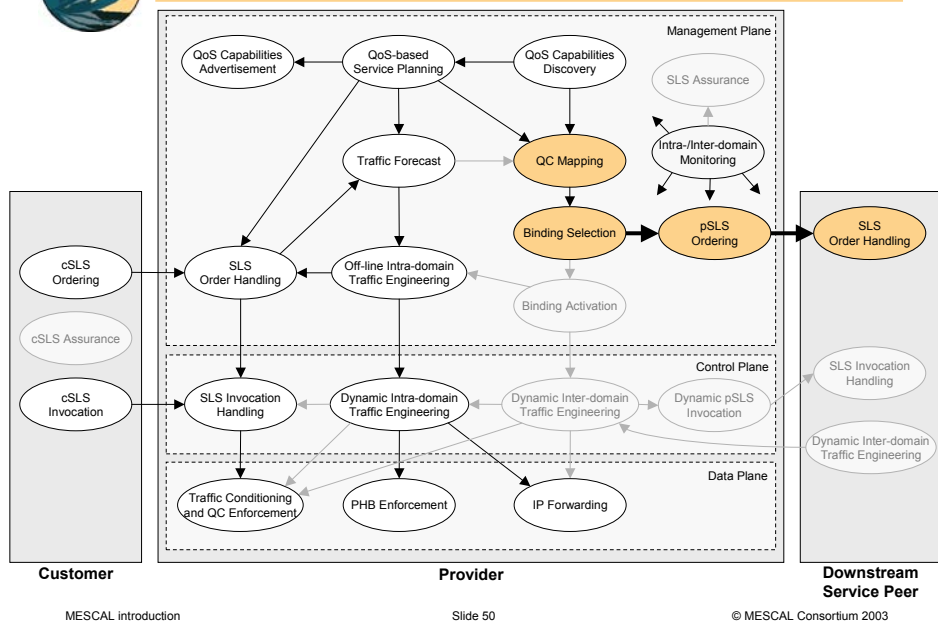 Management Plane
QoS Capabilities
Advertisement
QoS-based
Service Planning
QoS Capabilities
Discovery
SLS Assurance
Traffic Forecast
QC Mapping
Intra-/Inter-domain
Monitoring
Binding Selection
pSLS
Ordering
SLS
Order Handling
cSLS
Ordering
SLS
Order Handling
Off-line Intra-domain
Traffic Engineering
Binding Activation
cSLS Assurance
Control Plane
cSLS
Invocation
SLS Invocation
Handling
Dynamic Intra-domain
Traffic Engineering
Dynamic Inter-domain
Traffic Engineering
Dynamic pSLS
Invocation
SLS Invocation
Handling
Dynamic Inter-domain
Traffic Engineering
Data Plane
Traffic Conditioning
and QC Enforcement
PHB Enforcement
IP Forwarding
Customer
Provider
Downstream
Service Peer
MESCAL introduction
Slide 50
© MESCAL Consortium 2003